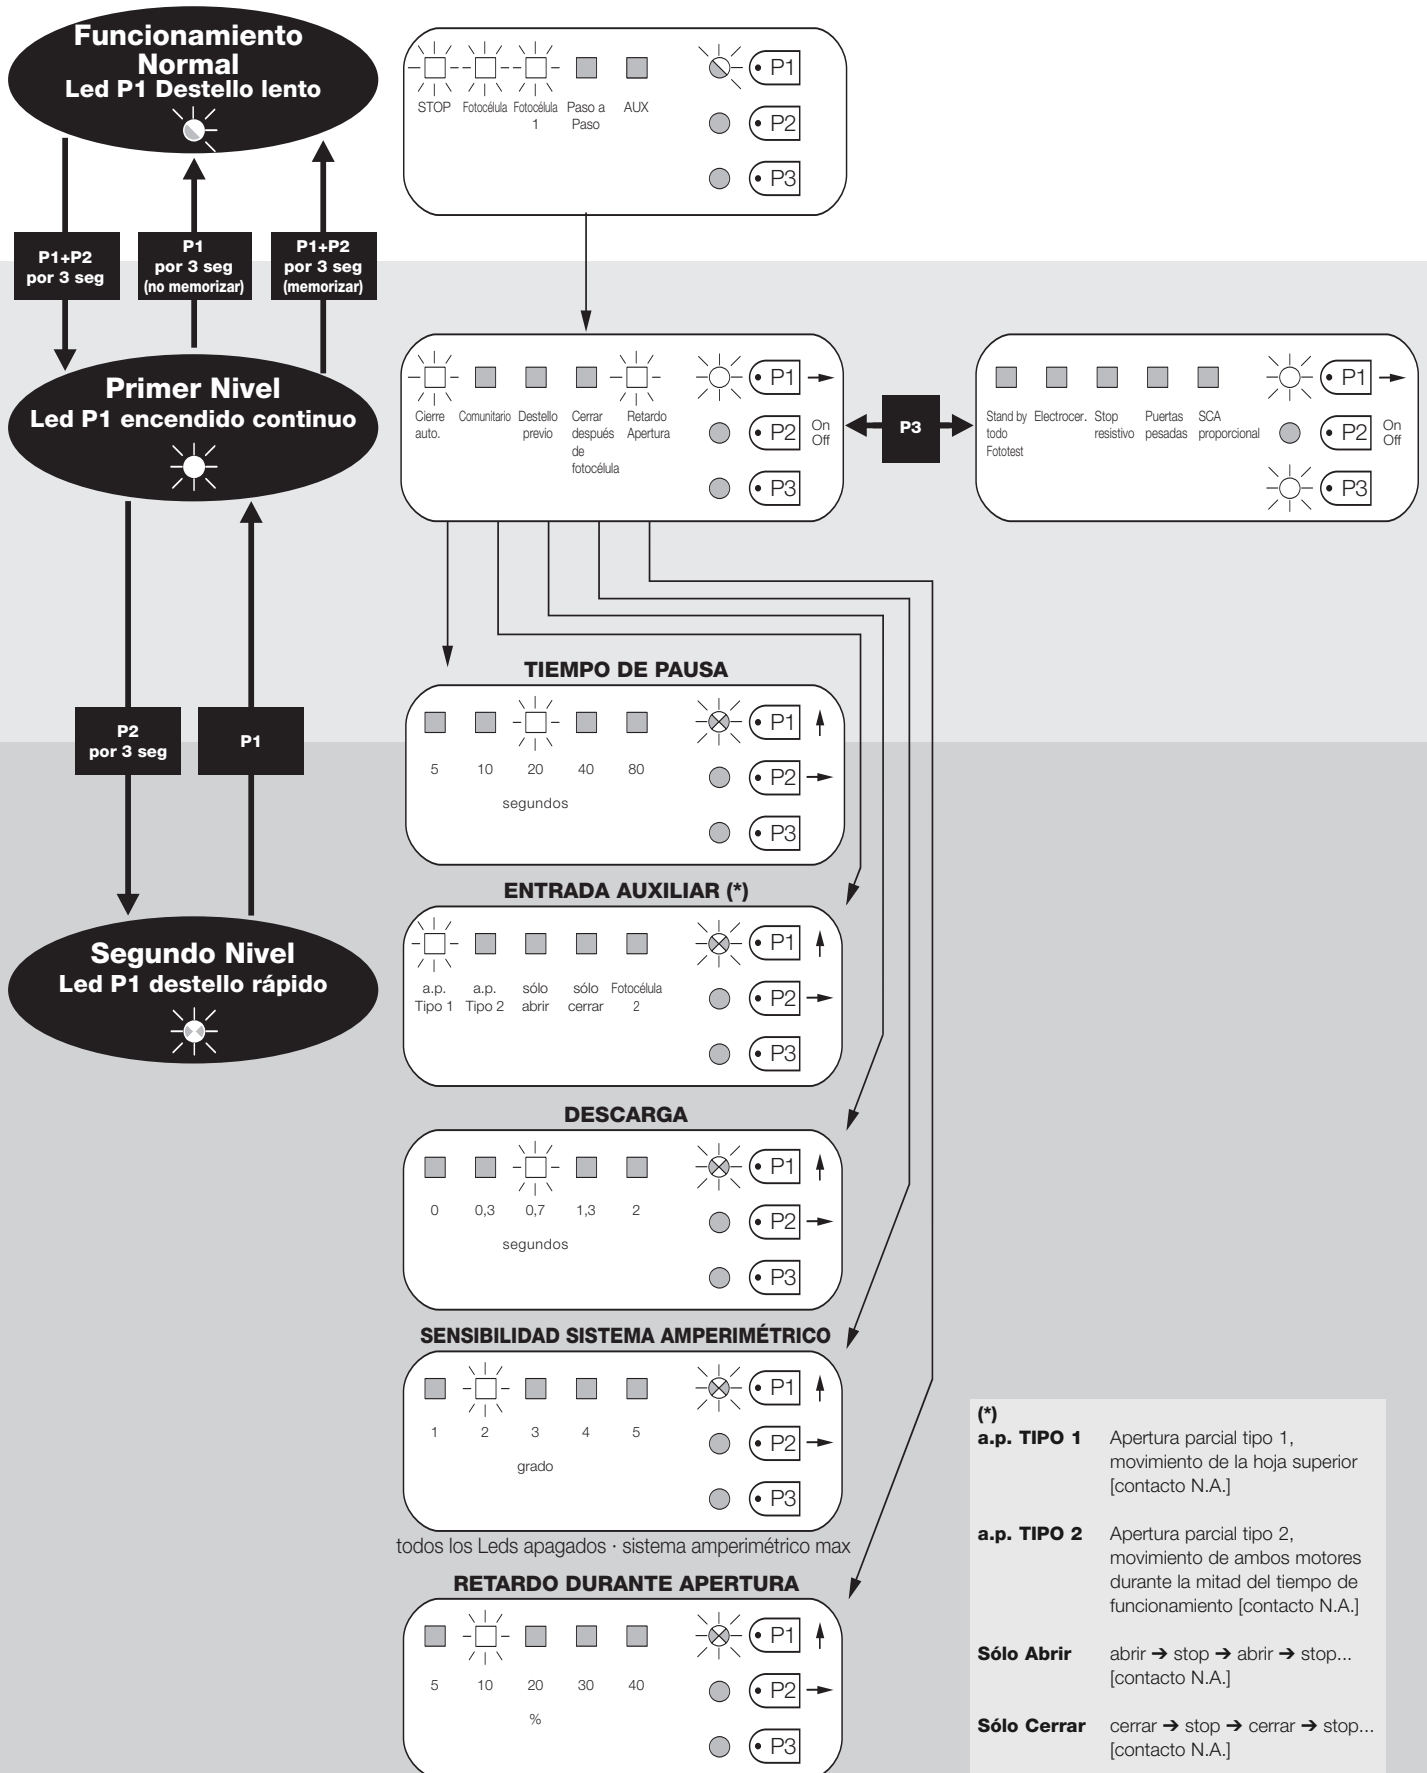 Funcionamiento
Normal
Led P1 Destello lento
STOP
Fotocélula
Fotocélula
1
Paso a
Paso
AUX
P1
P2
P3
P1+P2
por 3 seg
P1
por 3 seg
(no memorizar)
P1+P2
por 3 seg
(memorizar)
Primer Nivel
Led P1 encendido continuo
Cierre
auto.
Comunitario
Destello
previo
Cerrar
después
de
fotocélula
Retardo
Apertura
P1
P2
On
Off
P3
P3
Stand by
todo
Fototest
Electrocer.
Stop
resistivo
Puertas
pesadas
SCA
proporcional
P1
P2
On
Off
P3
P2
por 3 seg
P1
Segundo Nivel
Led P1 destello rápido
TIEMPO DE PAUSA
5 10 20 40 80
segundos
P1
P2
P3
ENTRADA AUXILIAR (*)
a.p.
Tipo 1
a.p.
Tipo 2
sólo
abrir
sólo
cerrar
Fotocélula
2
P1
P2
P3
DESCARGA
0 0,3 0,7 1,3 2
segundos
P1
P2
P3
SENSIBILIDAD SISTEMA AMPERIMÉTRICO
1 2 3 4 5
grado
P1
P2
P3
todos los Leds apagados · sistema amperimétrico max
RETARDO DURANTE APERTURA
5 10 20 30 40
%
P1
P2
P3
(*)
a.p. TIPO 1 Apertura parcial tipo 1,
movimiento de la hoja superior
[contacto N.A.]
a.p. TIPO 2 Apertura parcial tipo 2,
movimiento de ambos motores
durante la mitad del tiempo de
funcionamiento [contacto N.A.]
Sólo Abrir abrir ➔ stop ➔ abrir ➔ stop...
[contacto N.A.]
Sólo Cerrar cerrar ➔ stop ➔ cerrar ➔ stop...
[contacto N.A.]